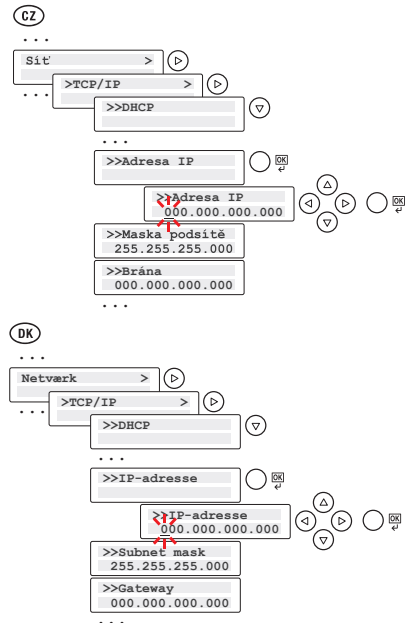 CZ
...
Síť >
... >TCP/IP >
>>DHCP
...
>>Adresa IP OK
>>Adresa IP
000.000.000.000 OK
>>Maska podsítě
255.255.255.000
>>Brána
000.000.000.000
...
DK
...
Netværk >
... >TCP/IP >
>>DHCP
...
>>IP-adresse OK
>>IP-adresse
000.000.000.000 OK
>>Subnet mask
255.255.255.000
>>Gateway
000.000.000.000
...